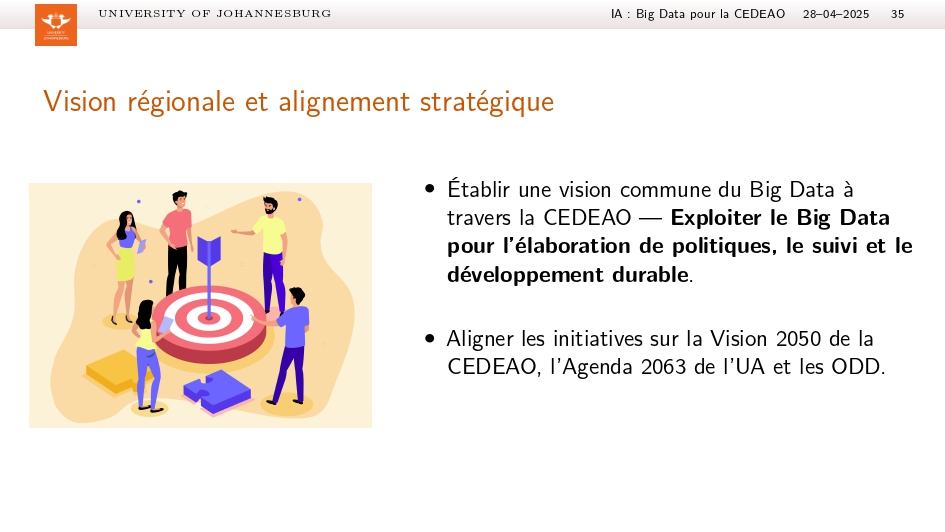 UNIVERSITY OF JOHANNESBURG
IA : Big Data pour la CEDEAO 28–04–2025 35
UNIVERSITY
JOHANNESBURG
Vision régionale et alignement stratégique
• Établir une vision commune du Big Data à
travers la CEDEAO — Exploiter le Big Data
pour l'élaboration de politiques, le suivi et le
développement durable.
• Aligner les initiatives sur la Vision 2050 de la
CEDEAO, l'Agenda 2063 de l'UA et les ODD.